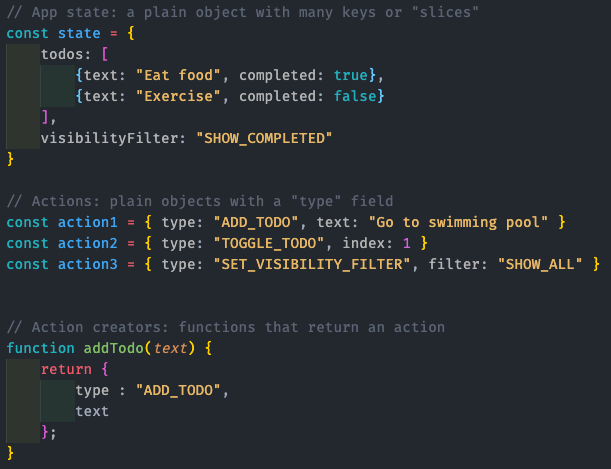 // App state: a plain object with many keys or "slices"
const state = {
    todos: [
        {text: "Eat food", completed: true},
        {text: "Exercise", completed: false}
    ],
    visibilityFilter: "SHOW_COMPLETED"
}

// Actions: plain objects with a "type" field
const action1 = { type: "ADD_TODO", text: "Go to swimming pool" }
const action2 = { type: "TOGGLE_TODO", index: 1 }
const action3 = { type: "SET_VISIBILITY_FILTER", filter: "SHOW_ALL" }


// Action creators: functions that return an action
function addTodo(text) {
    return {
        type : "ADD_TODO",
        text
    };
}